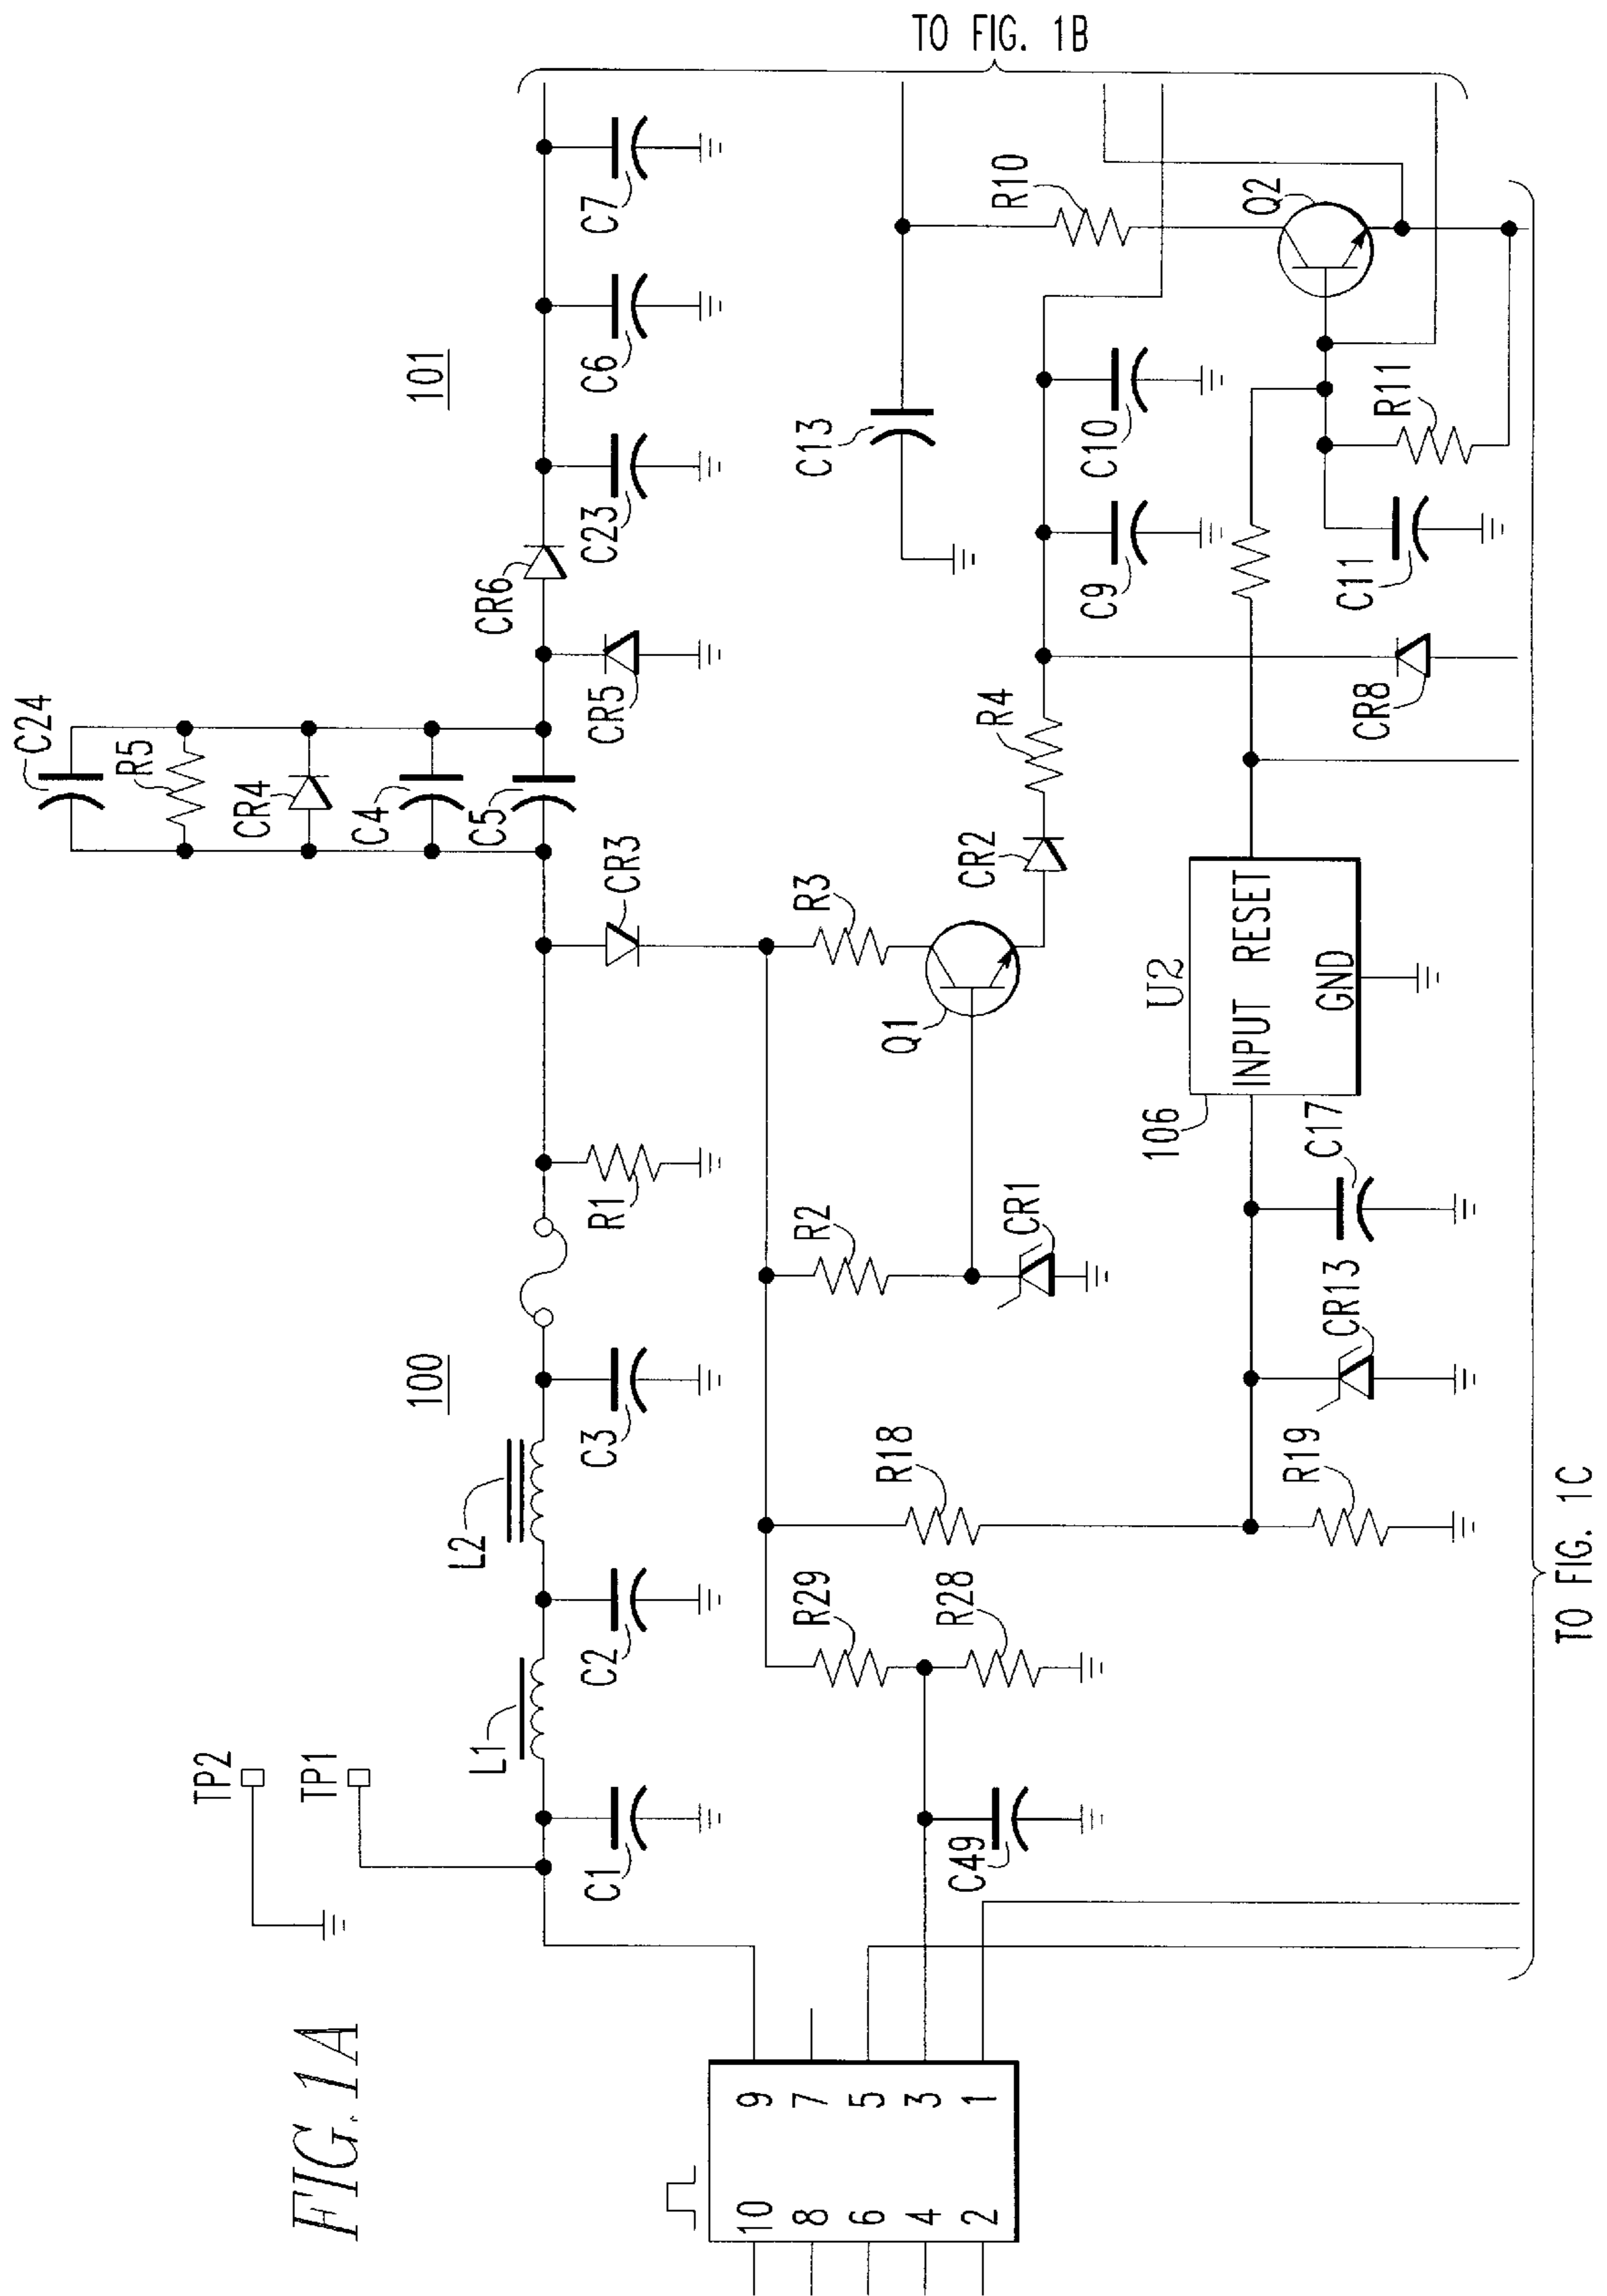 FIG. 1A
TO FIG. 1B
TO FIG. 1C
100
101
TP2
TP1
C24
R5
CR4
C4
C5
L1
L2
C1
C2
C3
R1
CR3
CR5
CR6
C23
C6
C7
R29
R28
C49
R18
R2
CR1
R3
Q1
CR2
R4
C9
C10
C13
R10
Q2
R19
CR13
C17
106
U2
INPUT RESET
GND
CR8
C11
R11
10 9
8 7
6 5
4 3
2 1